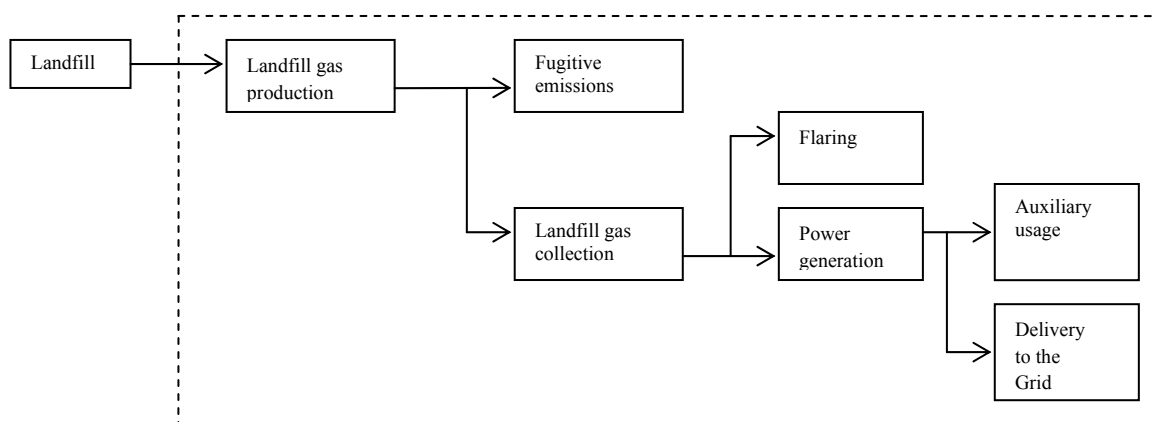 Landfill
Landfill gas
production
Fugitive
emissions
Flaring
Landfill gas
collection
Power
generation
Auxiliary
usage
Delivery
to the
Grid